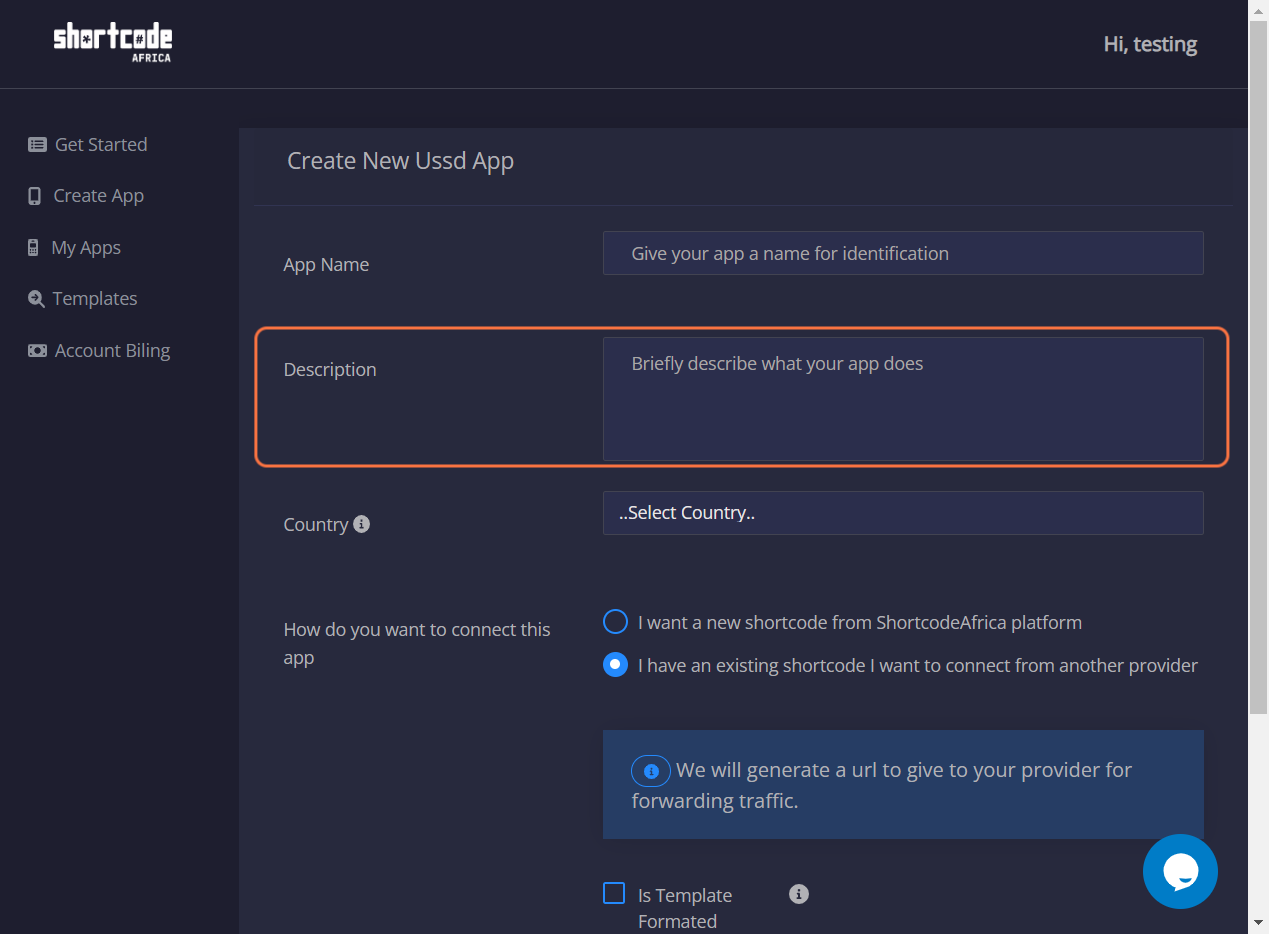 shortcode
AFRICA
Hi, testing
Get Started
Create App
My Apps
Templates
Account Biling
Create New Ussd App
App Name
Give your app a name for identification
Description
Briefly describe what your app does
Country
..Select Country..
How do you want to connect this
app
I want a new shortcode from ShortcodeAfrica platform
I have an existing shortcode I want to connect from another provider
We will generate a url to give to your provider for
forwarding traffic.
Is Template
Formated